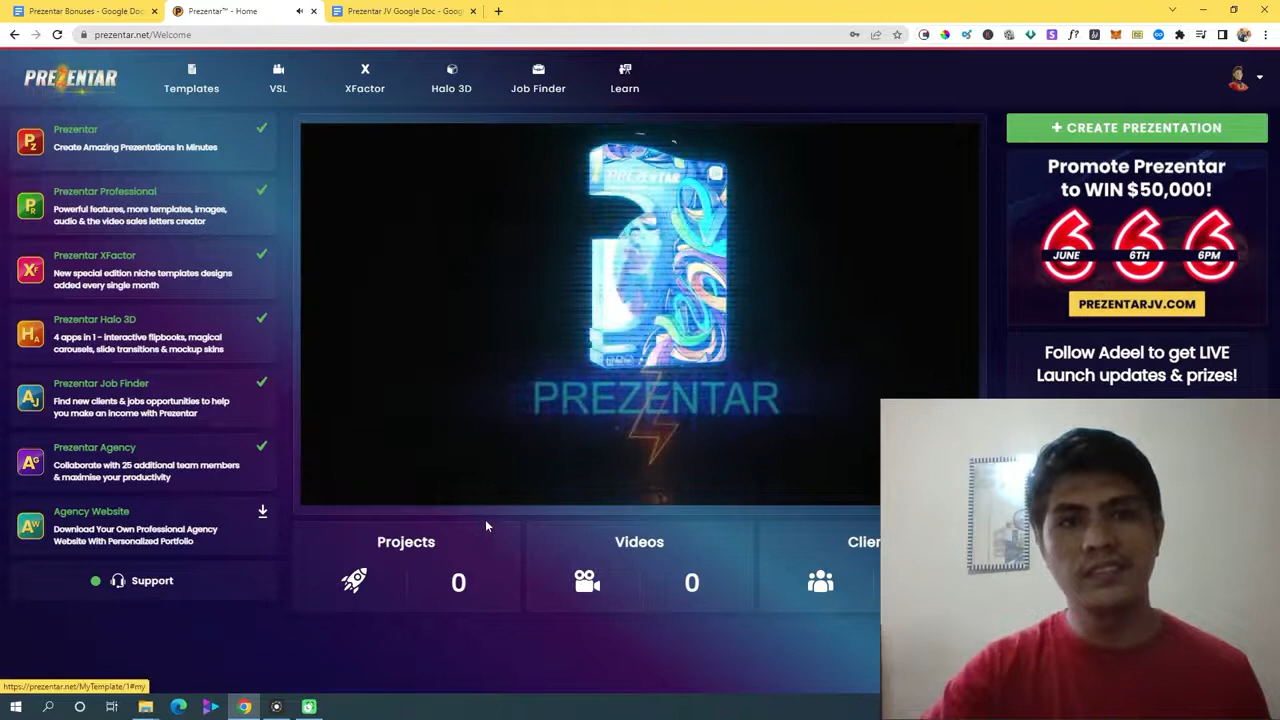 Prezentar Bonuses - Google Doc
Prezentar™ - Home
Prezentar JV Google Doc - Goog
prezentar.net/Welcome
PREZENTAR
Templates
VSL
XFactor
Halo 3D
Job Finder
Learn
Prezentar
Create Amazing Presentations In Minutes
Prezentar Professional
Powerful features, more templates, images,
audio & the video sales letters creator
Prezentar XFactor
New special edition niche templates designs
added every single month
Prezentar Halo 3D
4 apps in 1 - interactive flipbooks, magical
carousels, slide transitions & mockup skins
Prezentar Job Finder
Find new clients & jobs opportunities to help
you make an income with Prezentar
Prezentar Agency
Collaborate with 25 additional team members
& maximise your productivity
Agency Website
Download Your Own Professional Agency
Website With Personalized Portfolio
Support
PREZENTAR
PREZENTAR
Projects
0
Videos
0
Clien
+ CREATE PREZENTATION
Promote Prezentar
to WIN $50,000!
6 6 6
JUNE 6TH 6PM
PREZENTARJV.COM
Follow Adeel to get LIVE
Launch updates & prizes!
https://prezentar.net/MyTemplate/1#my